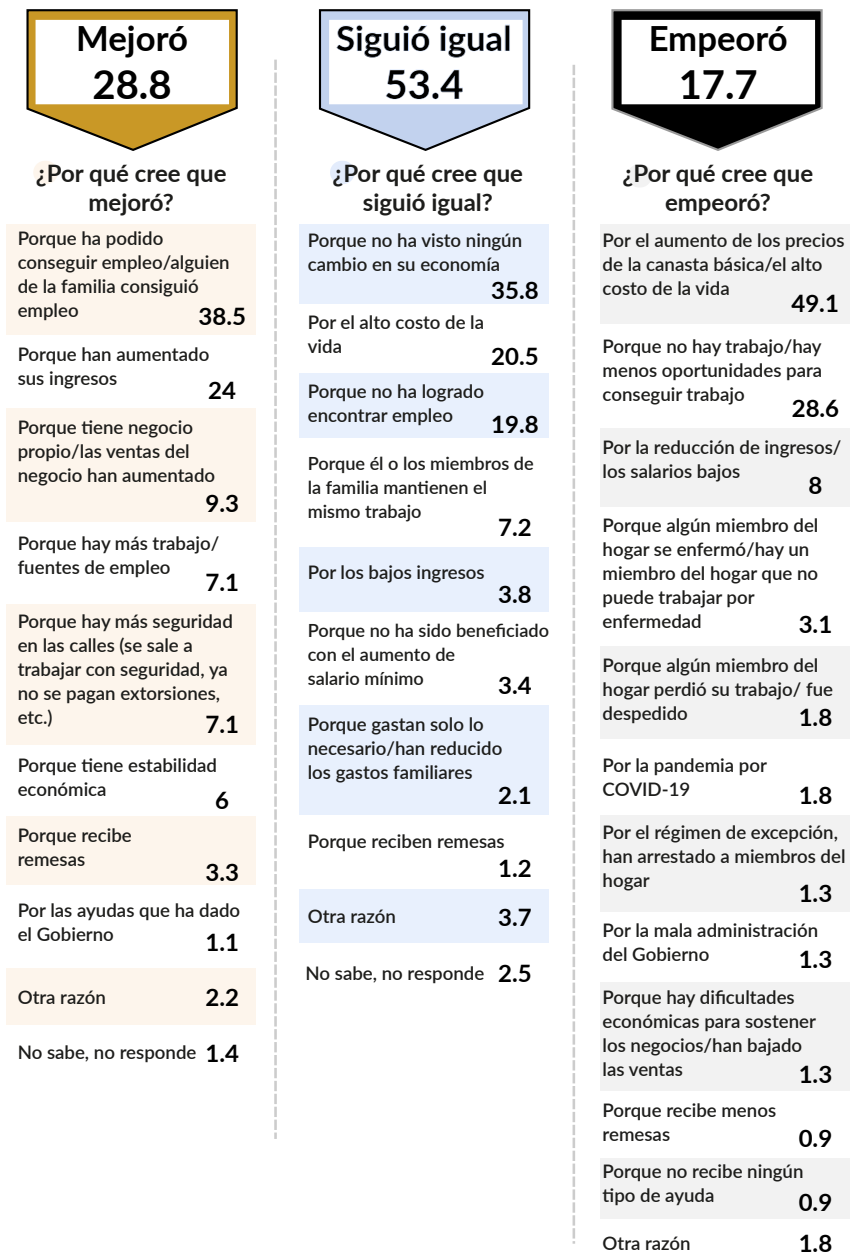 Mejoró
28.8
¿Por qué cree que
mejoró?
Porque ha podido
conseguir empleo/alguien
de la familia consiguió
empleo 38.5
Porque han aumentado
sus ingresos 24
Porque tiene negocio
propio/las ventas del
negocio han aumentado
9.3
Porque hay más trabajo/
fuentes de empleo 7.1
Porque hay más seguridad
en las calles (se sale a
trabajar con seguridad, ya
no se pagan extorsiones,
etc.) 7.1
Porque tiene estabilidad
económica 6
Porque recibe
remesas 3.3
Por las ayudas que ha dado
el Gobierno 1.1
Otra razón 2.2
No sabe, no responde 1.4
Siguió igual
53.4
¿Por qué cree que
siguió igual?
Porque no ha visto ningún
cambio en su economía
35.8
Por el alto costo de la
vida 20.5
Porque no ha logrado
encontrar empleo 19.8
Porque él o los miembros de
la familia mantienen el
mismo trabajo
7.2
Por los bajos ingresos
3.8
Porque no ha sido beneficiado
con el aumento de
salario mínimo 3.4
Porque gastan solo lo
necesario/han reducido
los gastos familiares
2.1
Porque reciben remesas
1.2
Otra razón 3.7
No sabe, no responde 2.5
Empeoró
17.7
¿Por qué cree que
empeoró?
Por el aumento de los precios
de la canasta básica/el alto
costo de la vida
49.1
Porque no hay trabajo/hay
menos oportunidades para
conseguir trabajo
28.6
Por la reducción de ingresos/
los salarios bajos
8
Porque algún miembro del
hogar se enfermó/hay un
miembro del hogar que no
puede trabajar por
enfermedad 3.1
Porque algún miembro del
hogar perdió su trabajo/ fue
despedido 1.8
Por la pandemia por
COVID-19 1.8
Por el régimen de excepción,
han arrestado a miembros del
hogar
1.3
Por la mala administración
del Gobierno 1.3
Porque hay dificultades
económicas para sostener
los negocios/han bajado
las ventas 1.3
Porque recibe menos
remesas 0.9
Porque no recibe ningún
tipo de ayuda 0.9
Otra razón 1.8